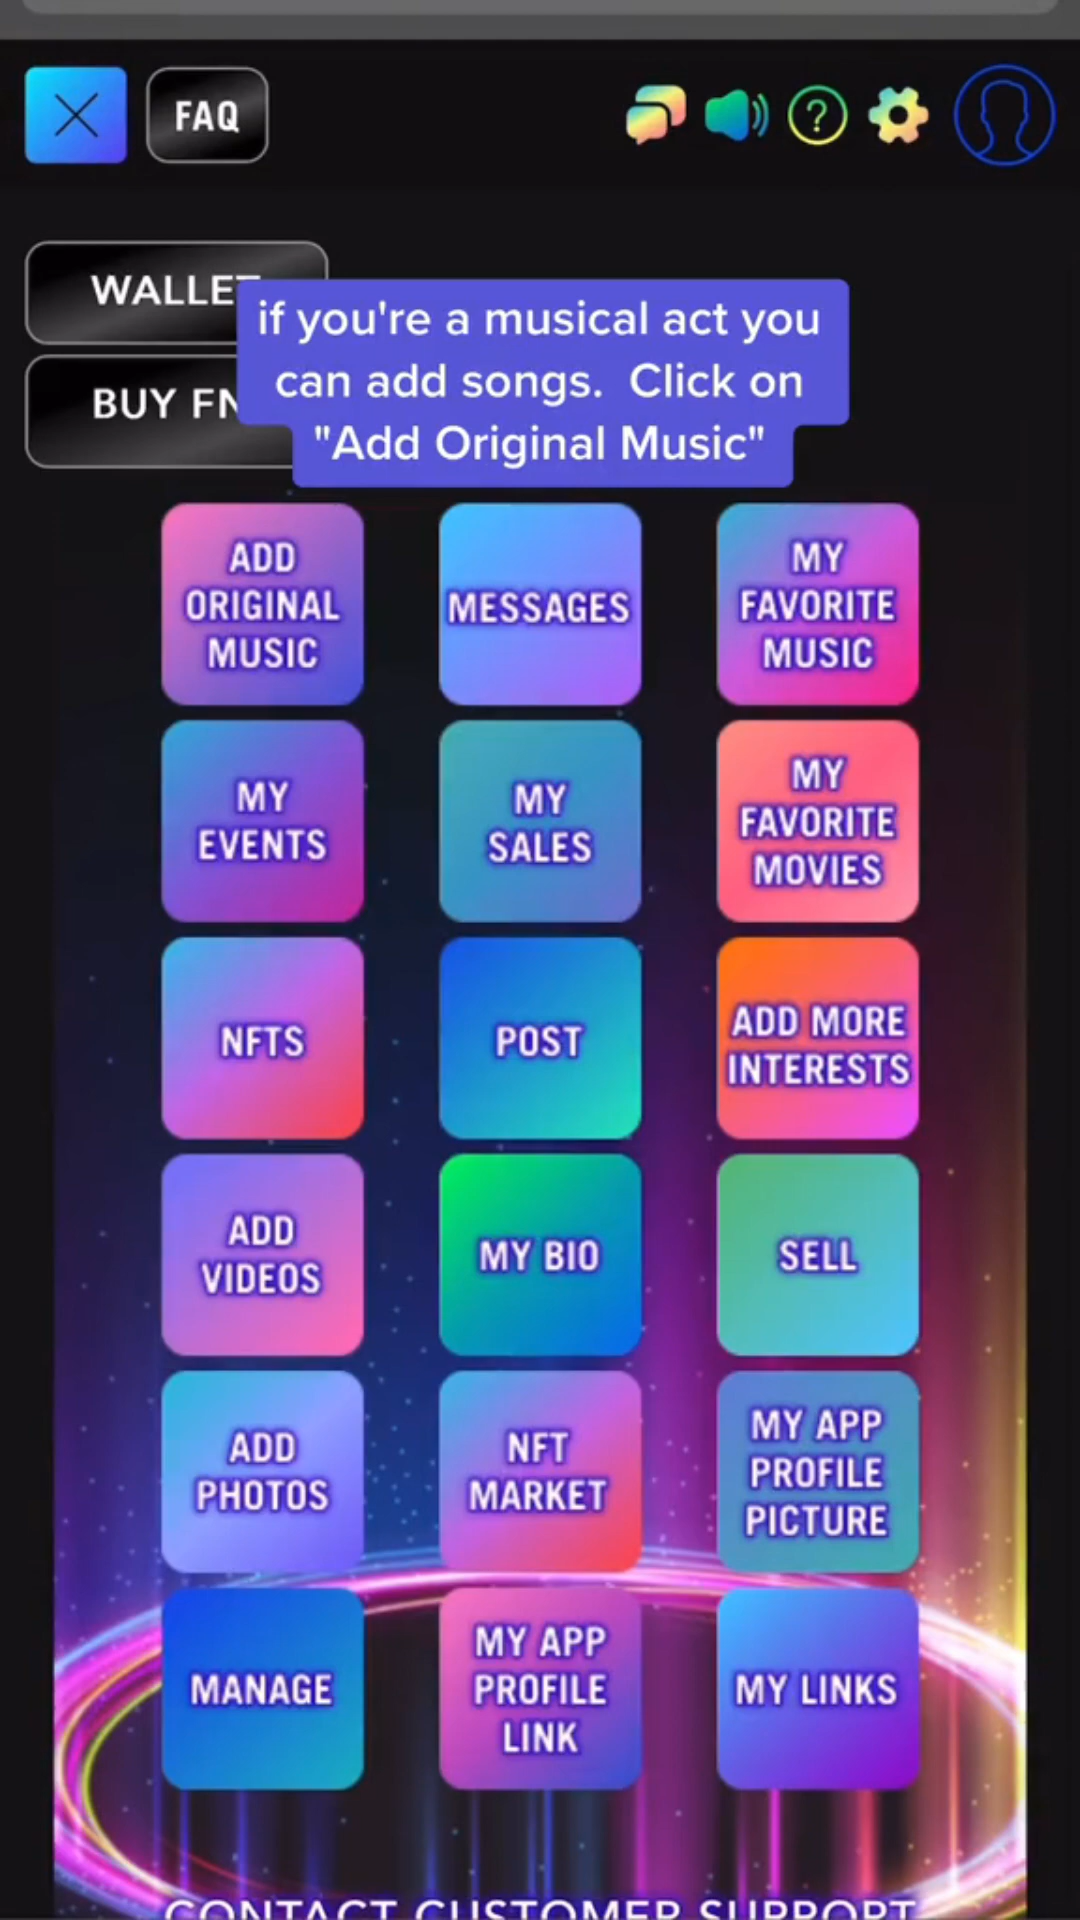 FAQ
?
WALLE
if you're a musical act you
can add songs. Click on
"Add Original Music"
BUY FN
ADD
ORIGINAL
MUSIC
MESSAGES
MY
FAVORITE
MUSIC
MY
EVENTS
MY
SALES
MY
FAVORITE
MOVIES
NFTS
POST
ADD MORE
INTERESTS
ADD
VIDEOS
MY BIO
SELL
ADD
PHOTOS
NFT
MARKET
MY APP
PROFILE
PICTURE
MANAGE
MY APP
PROFILE
LINK
MY LINKS
CONTACT CUSTOMER SUPPORT